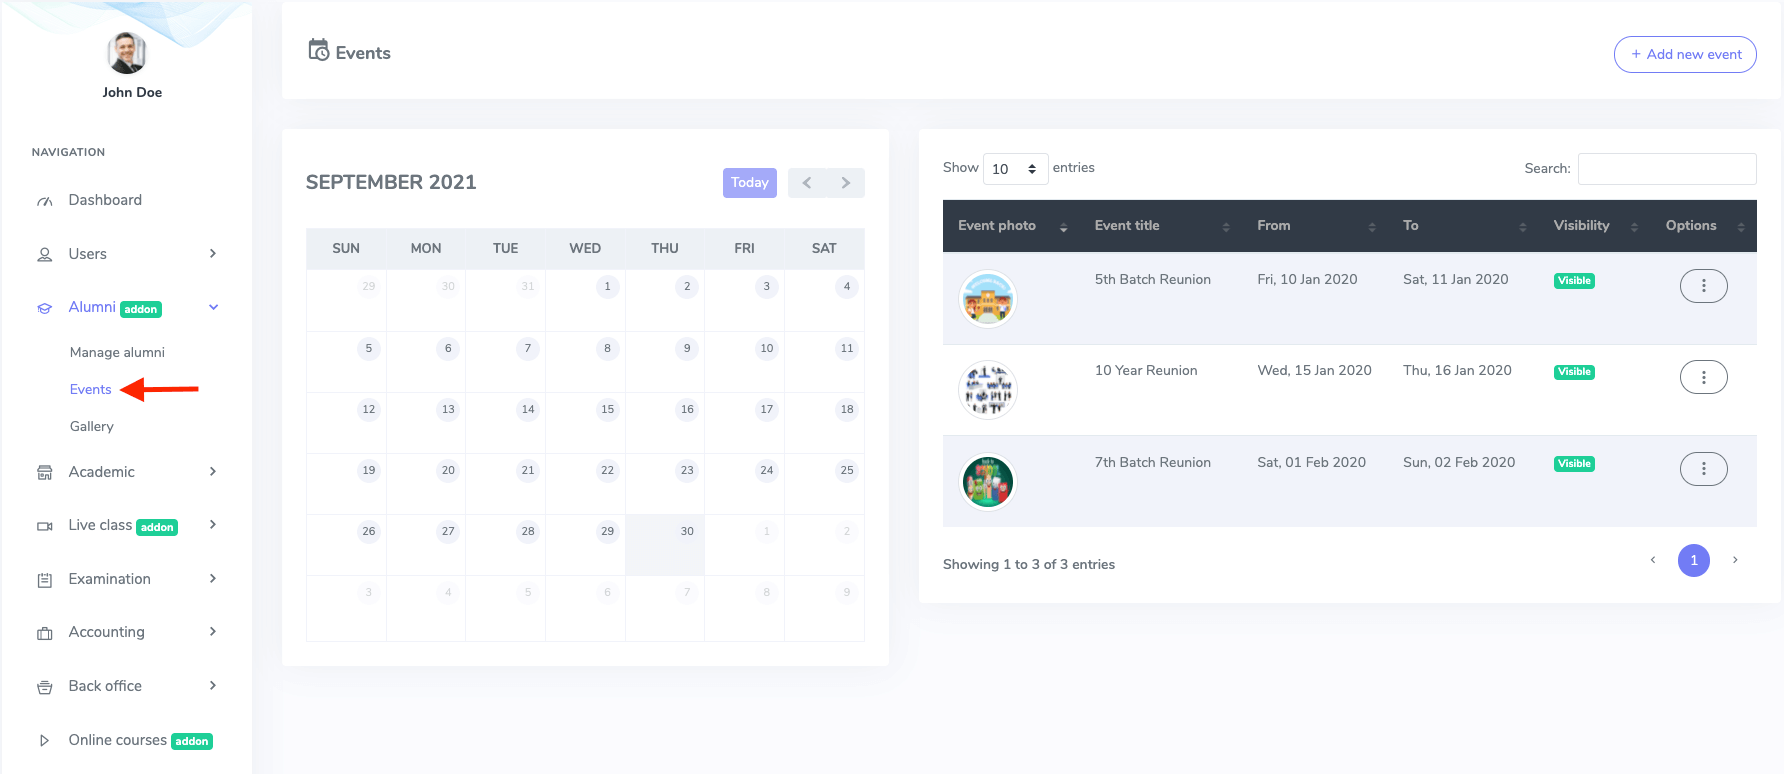 John Doe
NAVIGATION
Dashboard
Users
Alumni addon
Manage alumni
Events
Gallery
Academic
Live class addon
Examination
Accounting
Back office
Online courses addon
Events
+ Add new event
SEPTEMBER 2021
Today
SUN MON TUE WED THU FRI SAT
29 30 31 1 2 3 4
5 6 7 8 9 10 11
12 13 14 15 16 17 18
19 20 21 22 23 24 25
26 27 28 29 30 1 2
3 4 5 6 7 8 9
Show 10 entries
Search:
Event photo Event title From To Visibility Options
5th Batch Reunion Fri, 10 Jan 2020 Sat, 11 Jan 2020 Visible
10 Year Reunion Wed, 15 Jan 2020 Thu, 16 Jan 2020 Visible
7th Batch Reunion Sat, 01 Feb 2020 Sun, 02 Feb 2020 Visible
Showing 1 to 3 of 3 entries
1